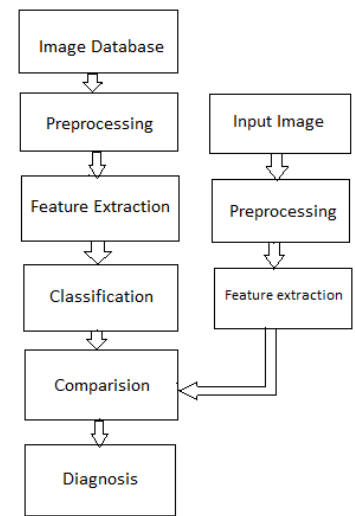 Image Database
Preprocessing
Feature Extraction
Classification
Comparision
Diagnosis
Input Image
Preprocessing
Feature extraction